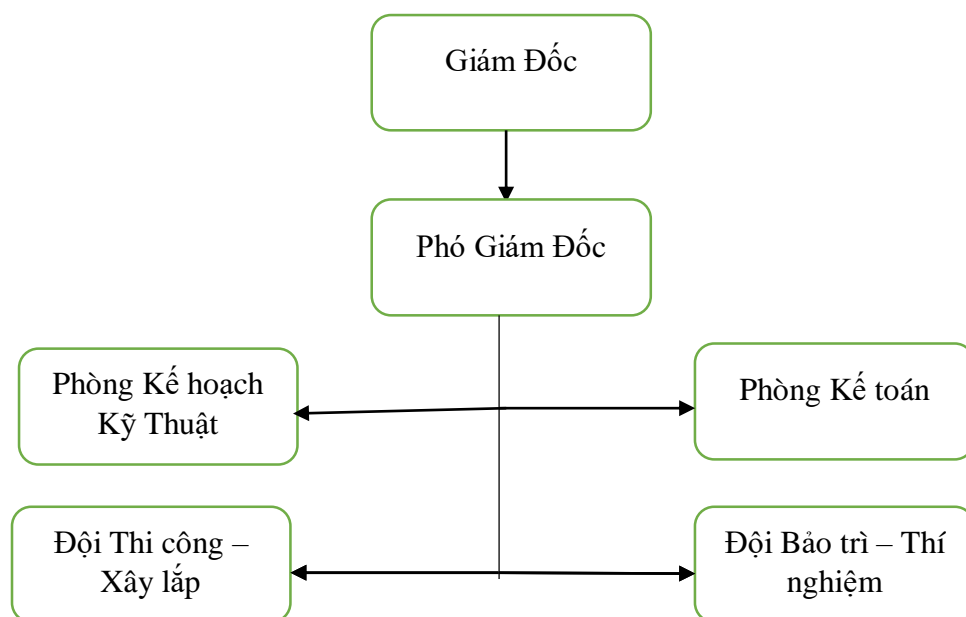 Giám Đốc
Phó Giám Đốc
Phòng Kế hoạch
Kỹ Thuật
Phòng Kế toán
Đội Thi công –
Xây lắp
Đội Bảo trì – Thí
nghiệm